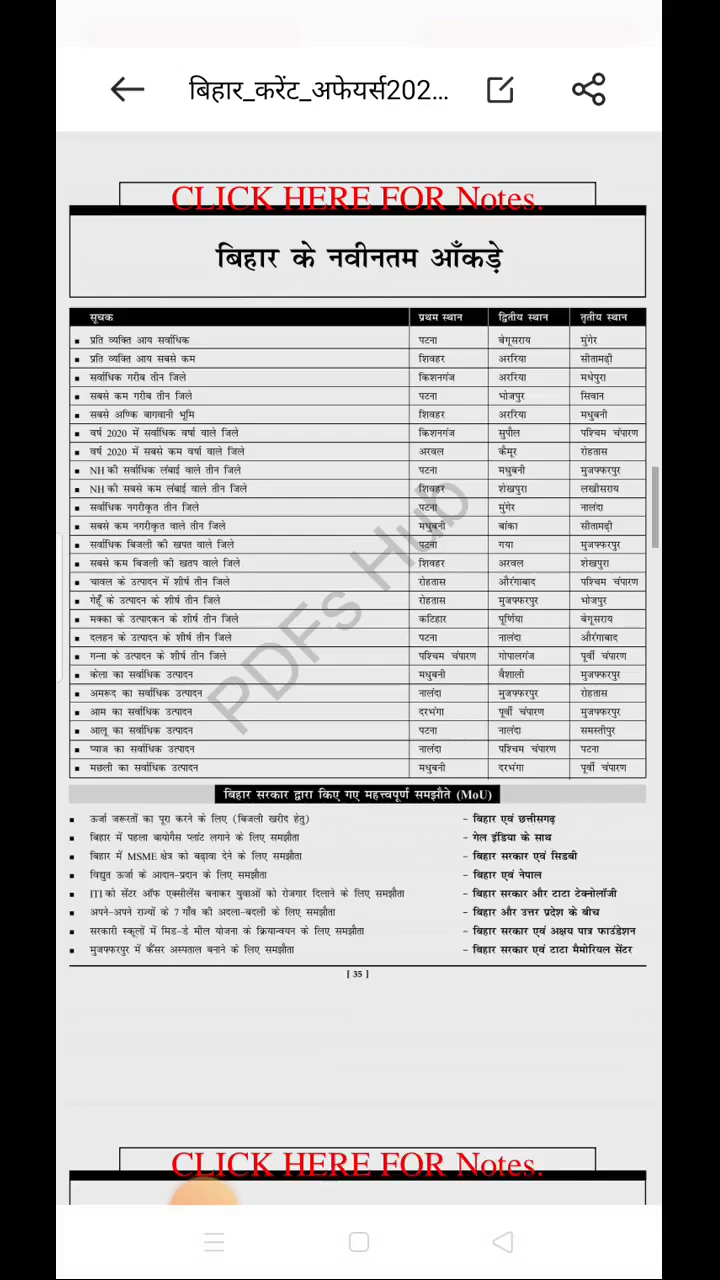 बिहार_करेंट_अफेयर्स202...
CLICK HERE FOR Notes.
बिहार के नवीनतम आँकड़े
सूचक प्रथम स्थान द्वितीय स्थान तृतीय स्थान
▪ प्रति व्यक्ति आय सर्वाधिक पटना बेगूसराय मुंगेर
▪ प्रति व्यक्ति आय सबसे कम शिवहर अररिया सीतामढ़ी
▪ सर्वाधिक गरीब तीन जिले किशनगंज अररिया मधेपुरा
▪ सबसे कम गरीब तीन जिले पटना भोजपुर सिवान
▪ सबसे अण्कि बागवानी भूमि शिवहर अररिया मधुबनी
▪ वर्ष 2020 में सर्वाधिक वर्षा वाले जिले किशनगंज सुपौल पश्चिम चंपारण
▪ वर्ष 2020 में सबसे कम वर्षा वाले जिले अरवल कैमूर रोहतास
▪ NH की सर्वाधिक लंबाई वाले तीन जिले पटना मधुबनी मुजफ्फरपुर
▪ NH की सबसे कम लंबाई वाले तीन जिले शिवहर शेखपुरा लखीसराय
▪ सर्वाधिक नगरीकृत तीन जिले पटना मुंगेर नालंदा
▪ सबसे कम नगरीकृत वाले तीन जिले मधुबनी बांका सीतामढ़ी
▪ सर्वाधिक बिजली की खपत वाले जिले पटना गया मुजफ्फरपुर
▪ सबसे कम बिजली की खतप वाले जिले शिवहर अरवल शेखपुरा
▪ चावल के उत्पादन में शीर्ष तीन जिले रोहतास औरंगाबाद पश्चिम चंपारण
▪ गेहूँ के उत्पादन के शीर्ष तीन जिले रोहतास मुजफ्फरपुर भोजपुर
▪ मक्का के उत्पादकन के शीर्ष तीन जिले कटिहार पूर्णिया बेगूसराय
▪ दलहन के उत्पादन के शीर्ष तीन जिले पटना नालंदा औरंगाबाद
▪ गन्ना के उत्पादन के शीर्ष तीन जिले पश्चिम चंपारण गोपालगंज पूर्वी चंपारण
▪ केला का सर्वाधिक उत्पादन मधुबनी वैशाली मुजफ्फरपुर
▪ अमरूद का सर्वाधिक उत्पादन नालंदा मुजफ्फरपुर रोहतास
▪ आम का सर्वाधिक उत्पादन दरभंगा पूर्वी चंपारण मुजफ्फरपुर
▪ आलू का सर्वाधिक उत्पादन पटना नालंदा समस्तीपुर
▪ प्याज का सर्वाधिक उत्पादन नालंदा पश्चिम चंपारण पटना
▪ मछली का सर्वाधिक उत्पादन मधुबनी दरभंगा पूर्वी चंपारण
PDFs Hub
बिहार सरकार द्वारा किए गए महत्त्वपूर्ण समझौते (MoU)
▪ ऊर्जा जरूरतों का पूरा करने के लिए (बिजली खरीद हेतु) – बिहार एवं छत्तीसगढ़
▪ बिहार में पहला बायोगैस प्लांट लगाने के लिए समझौता – गेल इंडिया के साथ
▪ बिहार में MSME क्षेत्र को बढ़ावा देने के लिए समझौता – बिहार सरकार एवं सिडबी
▪ विद्युत ऊर्जा के आदान-प्रदान के लिए समझौता – बिहार एवं नेपाल
▪ ITI को सेंटर ऑफ एक्सीलेंस बनाकर युवाओं को रोजगार दिलाने के लिए समझौता – बिहार सरकार और टाटा टेक्नोलॉजी
▪ अपने-अपने राज्यों के 7 गाँव की अदला-बदली के लिए समझौता – बिहार और उत्तर प्रदेश के बीच
▪ सरकारी स्कूलों में मिड-डे मील योजना के क्रियान्वयन के लिए समझौता – बिहार सरकार एवं अक्षय पात्र फाउंडेशन
▪ मुजफ्फरपुर में कैंसर अस्पताल बनाने के लिए समझौता – बिहार सरकार एवं टाटा मैमोरियल सेंटर
[ 35 ]
CLICK HERE FOR Notes.